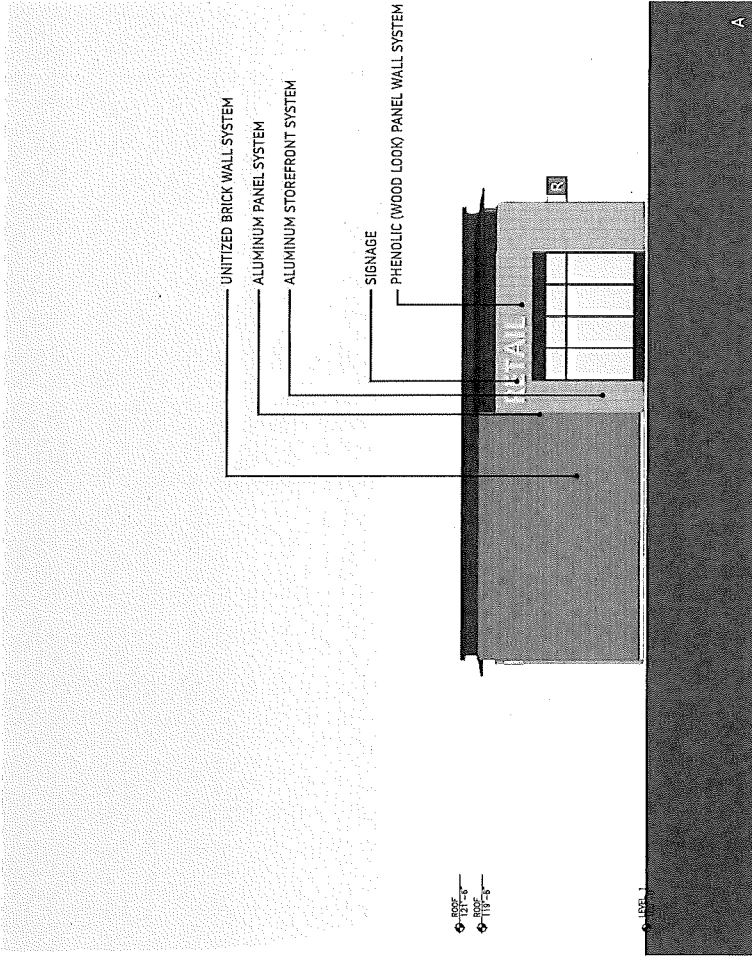 UNITIZED BRICK WALL SYSTEM
ALUMINUM PANEL SYSTEM
ALUMINUM STOREFRONT SYSTEM
SIGNAGE
PHENOLIC (WOOD LOOK) PANEL WALL SYSTEM
RETAIL
R
ROOF
121'-6"
ROOF
119'-6"
LEVEL 1
A